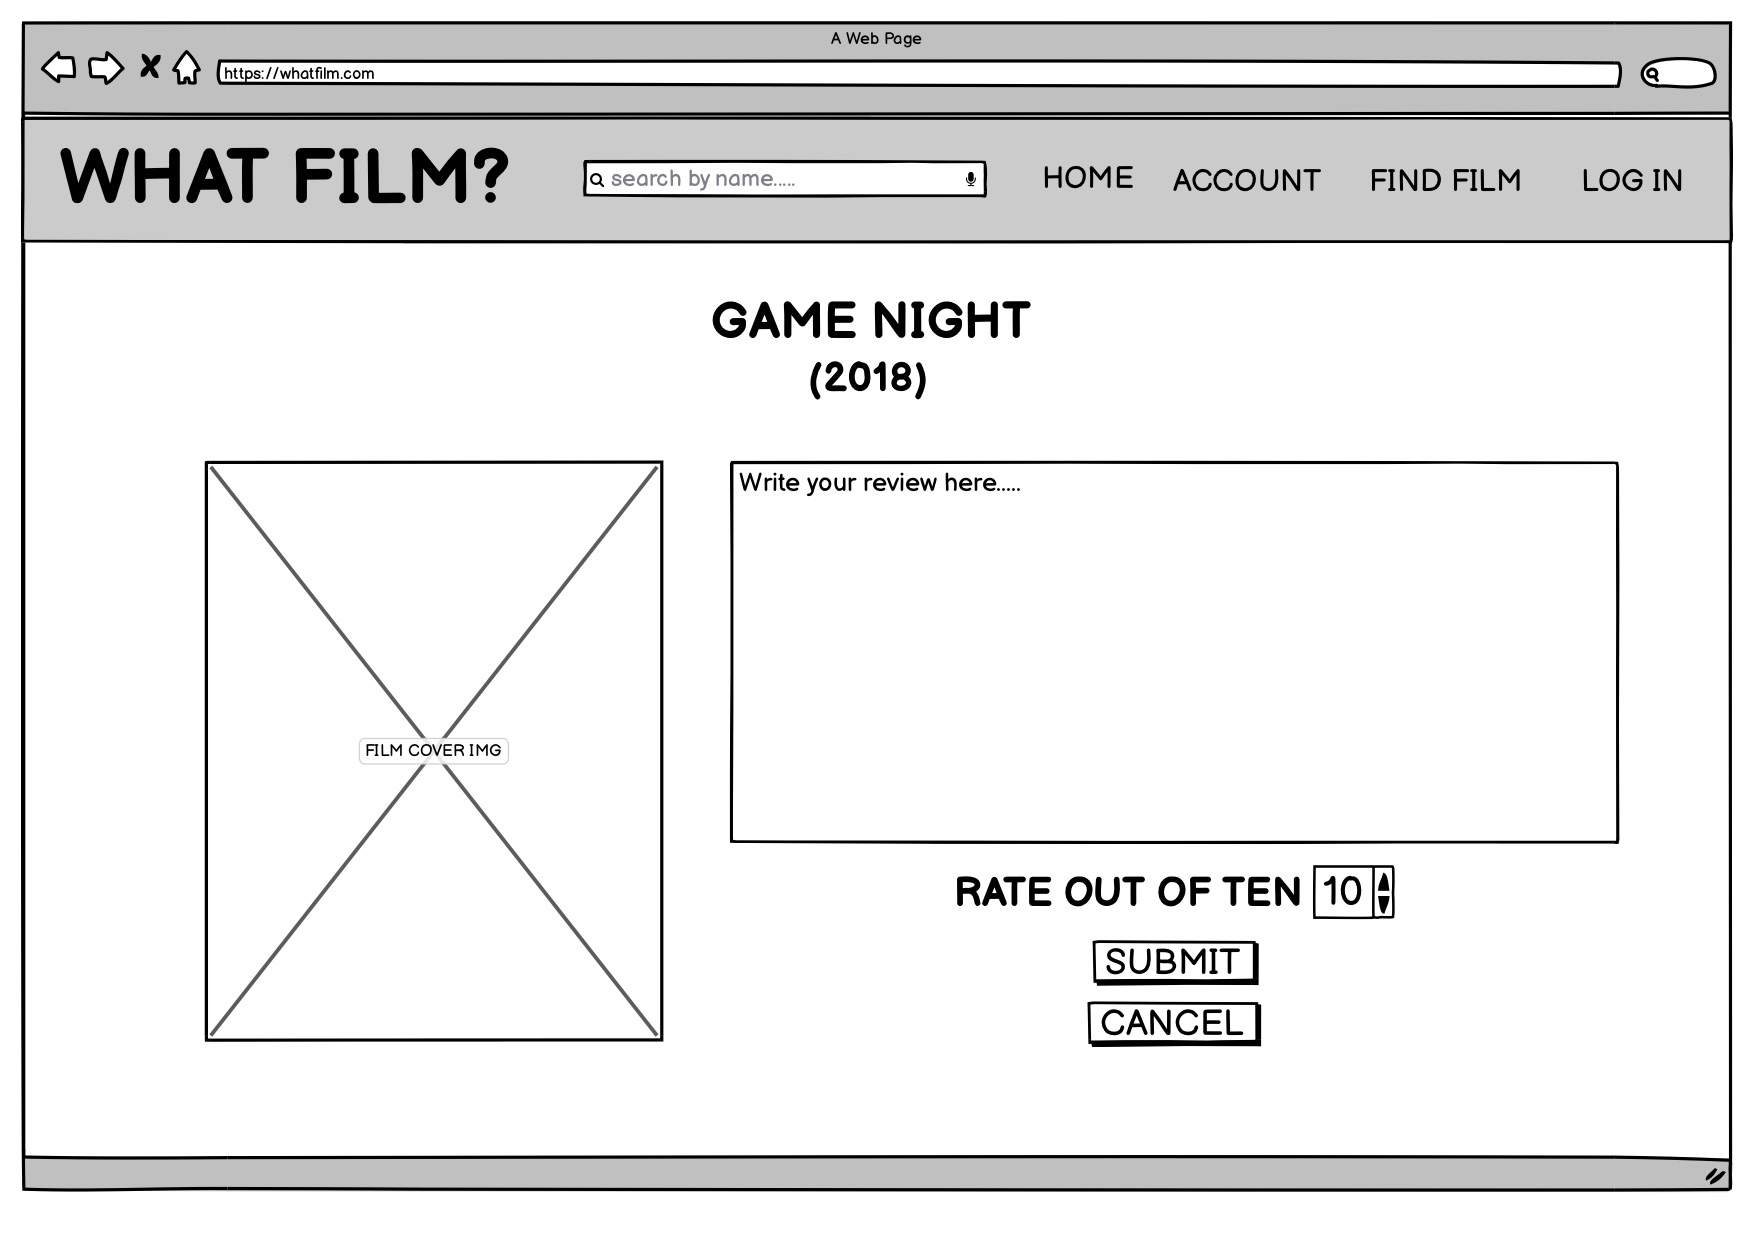 A Web Page
https://whatfilm.com
WHAT FILM?
search by name.....
HOME
ACCOUNT
FIND FILM
LOG IN
GAME NIGHT
(2018)
FILM COVER IMG
Write your review here.....
RATE OUT OF TEN 10
SUBMIT
CANCEL